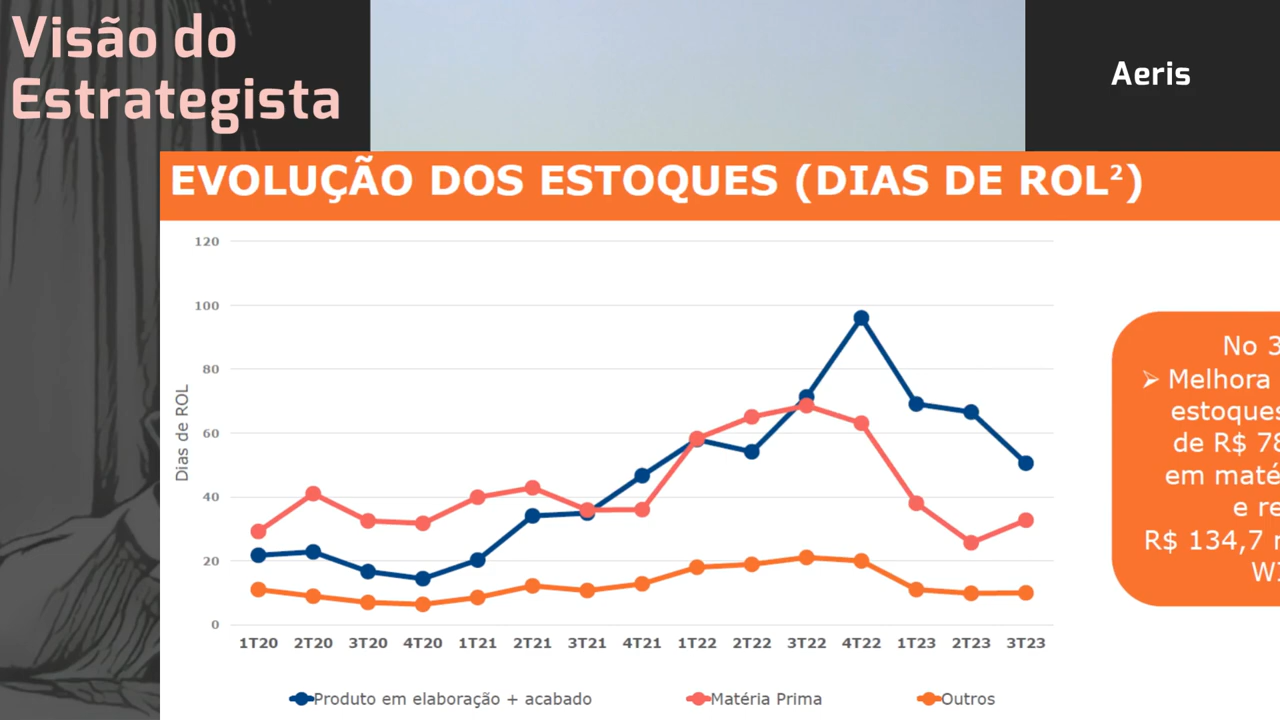 Visão do
Estrategista
Aeris
EVOLUÇÃO DOS ESTOQUES (DIAS DE ROL²)
120
100
80
60
40
20
0
Dias de ROL
1T20 2T20 3T20 4T20 1T21 2T21 3T21 4T21 1T22 2T22 3T22 4T22 1T23 2T23 3T23
Produto em elaboração + acabado Matéria Prima Outros
No 3
➢ Melhora
estoques
de R$ 78
em maté
e re
R$ 134,7